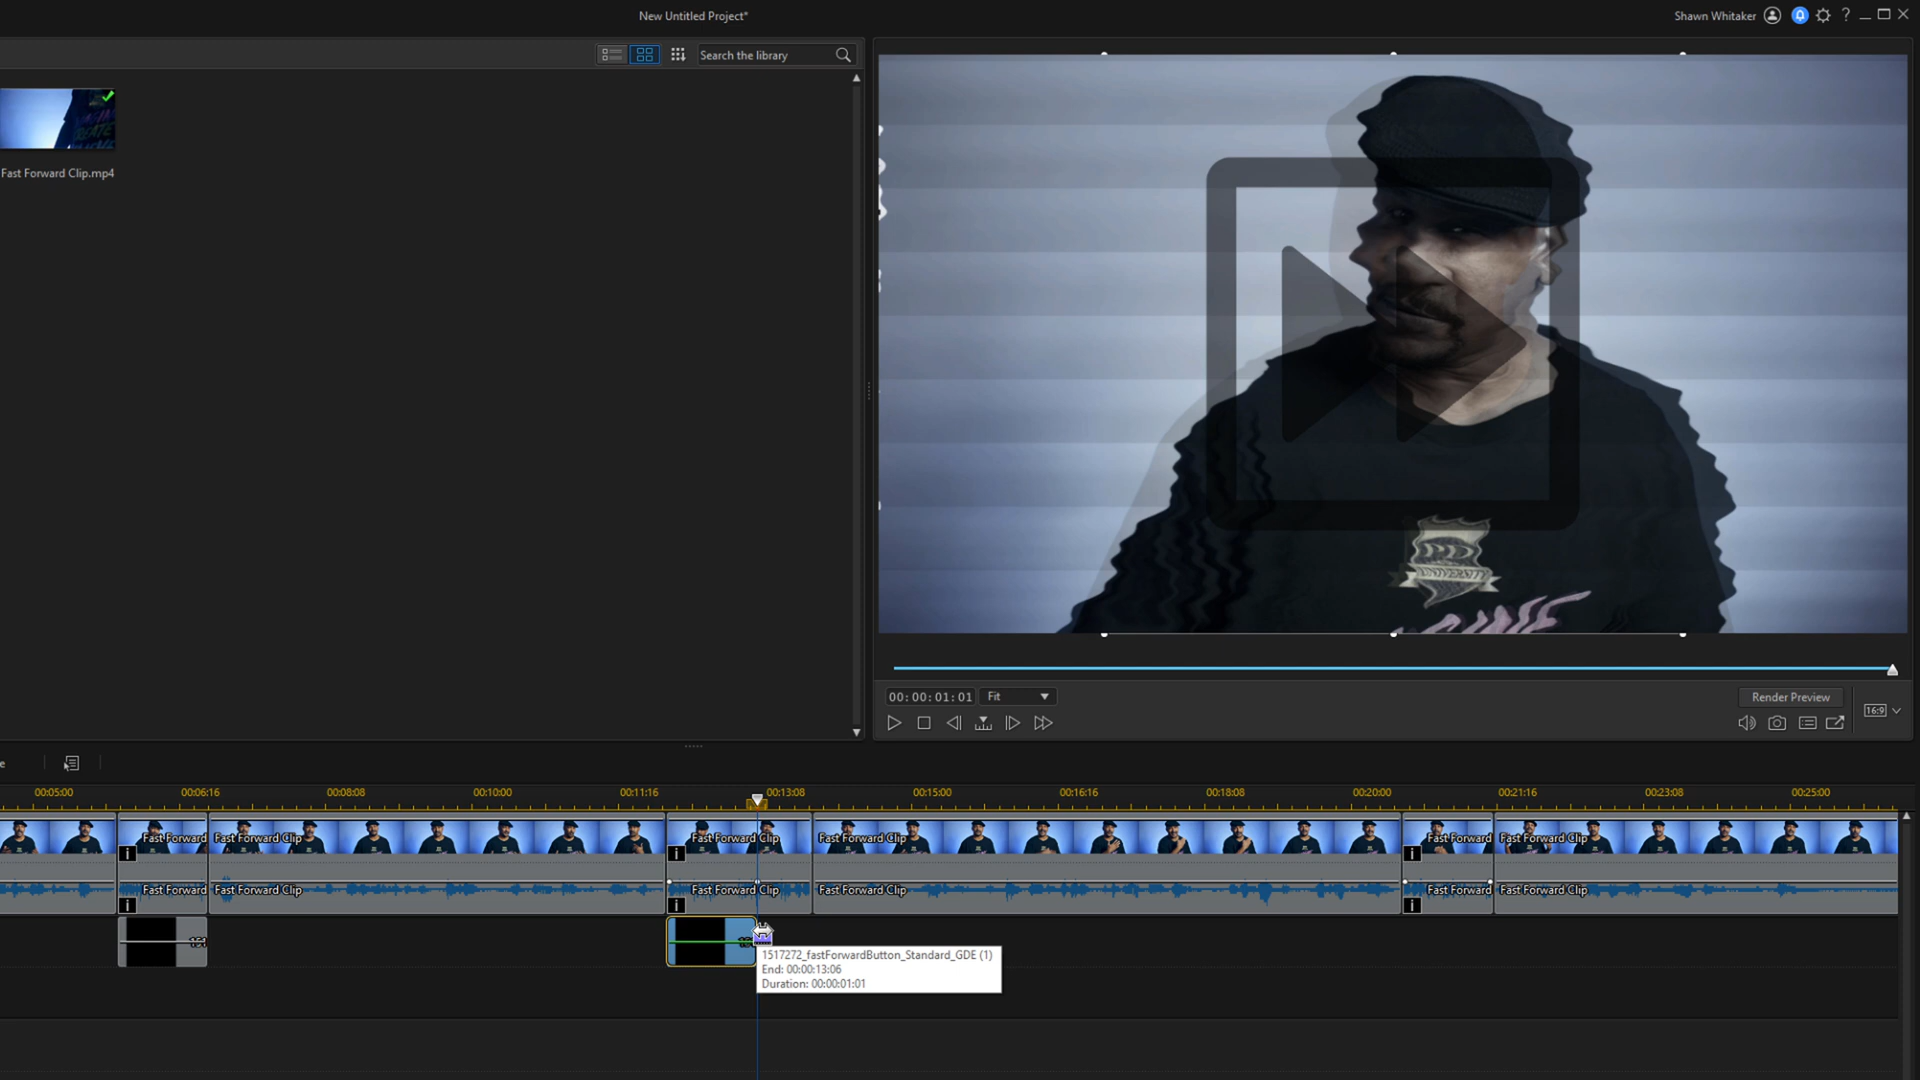 New Untitled Project*
Shawn Whitaker
?
Search the library
Fast Forward Clip.mp4
UNIVERSITY
00:00:01:01
Fit
Render Preview
16:9
e
00:05:00
00:06:16
00:08:08
00:10:00
00:11:16
00:13:08
00:15:00
00:16:16
00:18:08
00:20:00
00:21:16
00:23:08
00:25:00
Fast Forward
Fast Forward Clip
Fast Forward Clip
Fast Forward Clip
Fast Forward
Fast Forward Clip
i
i
i
Fast Forward
Fast Forward Clip
Fast Forward Clip
Fast Forward Clip
Fast Forward
Fast Forward Clip
i
i
i
151
1517272_fastForwardButton_Standard_GDE (1)
End: 00:00:13:06
Duration: 00:00:01:01